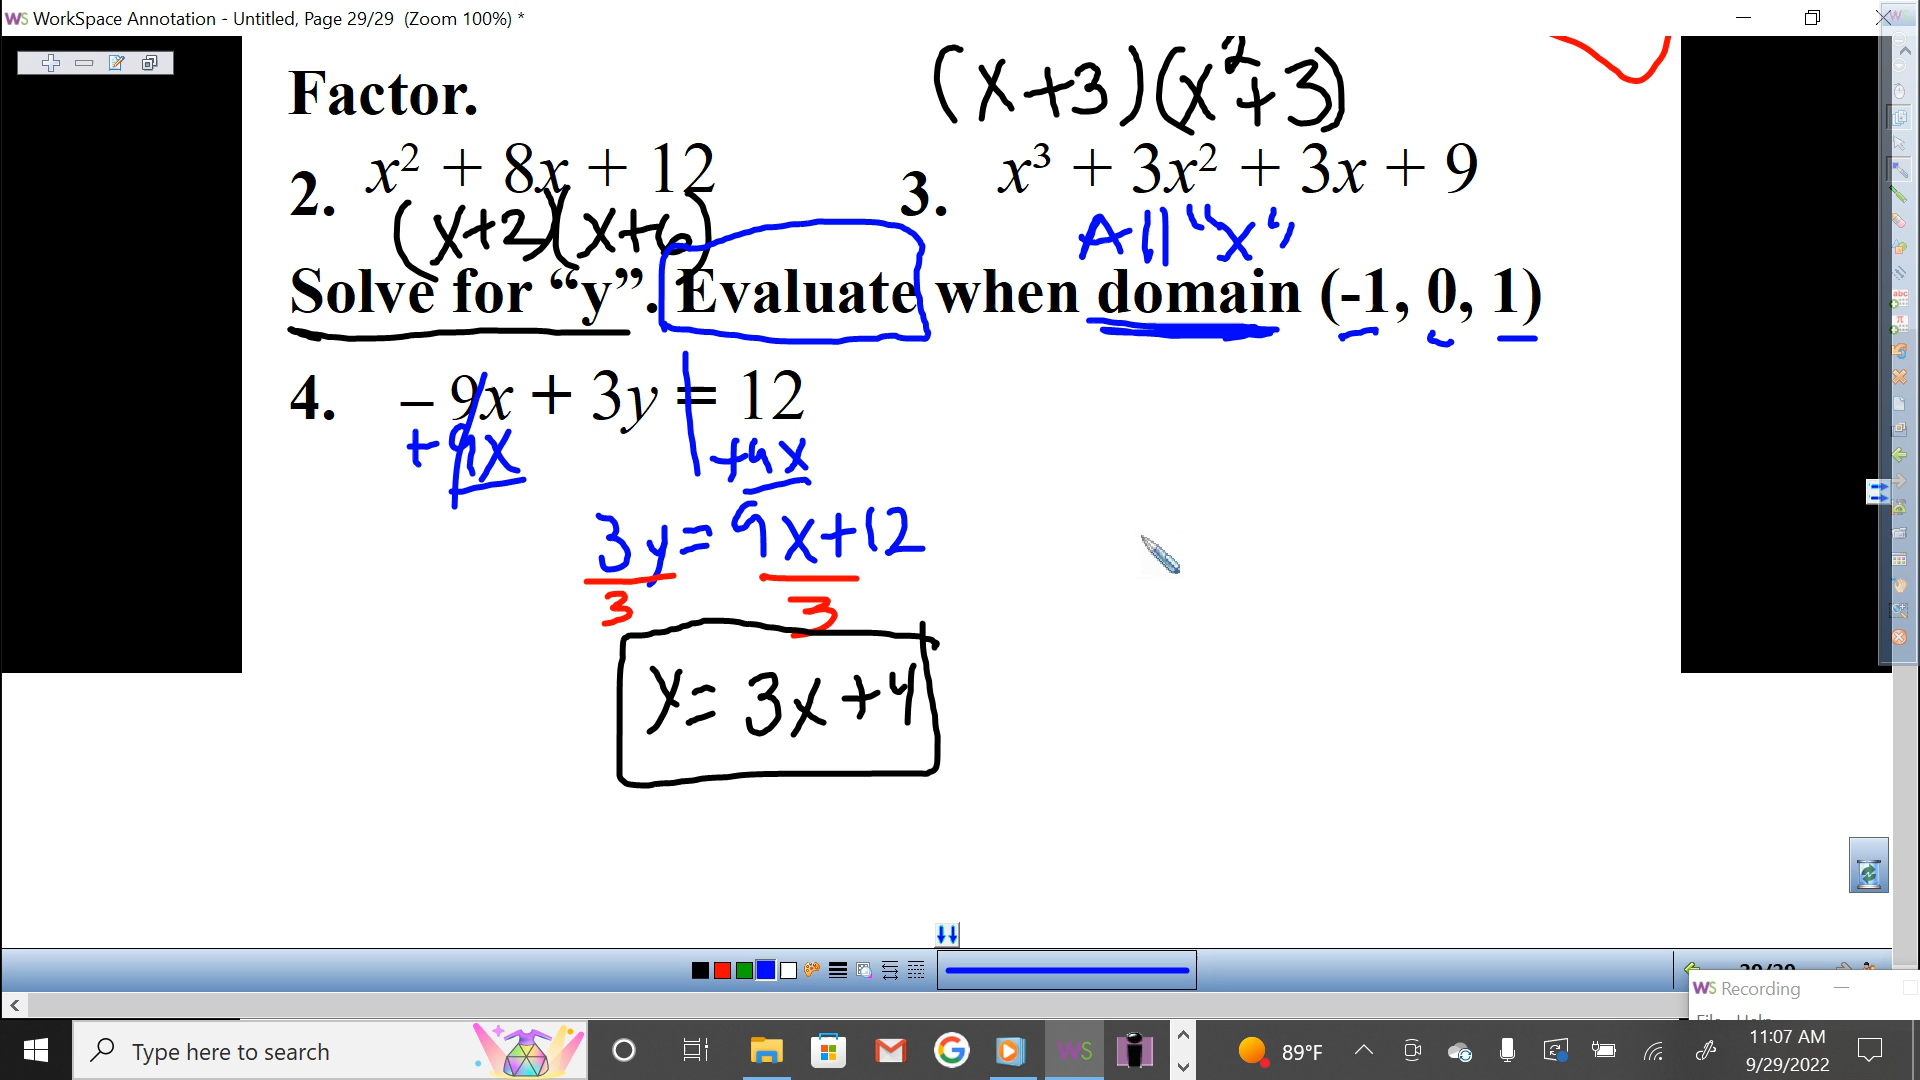 WS WorkSpace Annotation - Untitled, Page 29/29 (Zoom 100%) *
Factor.
(x+3)(x²+3)
2. x² + 8x + 12
3. x³ + 3x² + 3x + 9
(x+2)(x+6)
All "x"
Solve for “y”. Evaluate when domain (-1, 0, 1)
4. – 9x + 3y = 12
+9x +9x
3y = 9x+12
3 3
y = 3x+4
WS Recording
Type here to search
WS
89°F
11:07 AM
9/29/2022